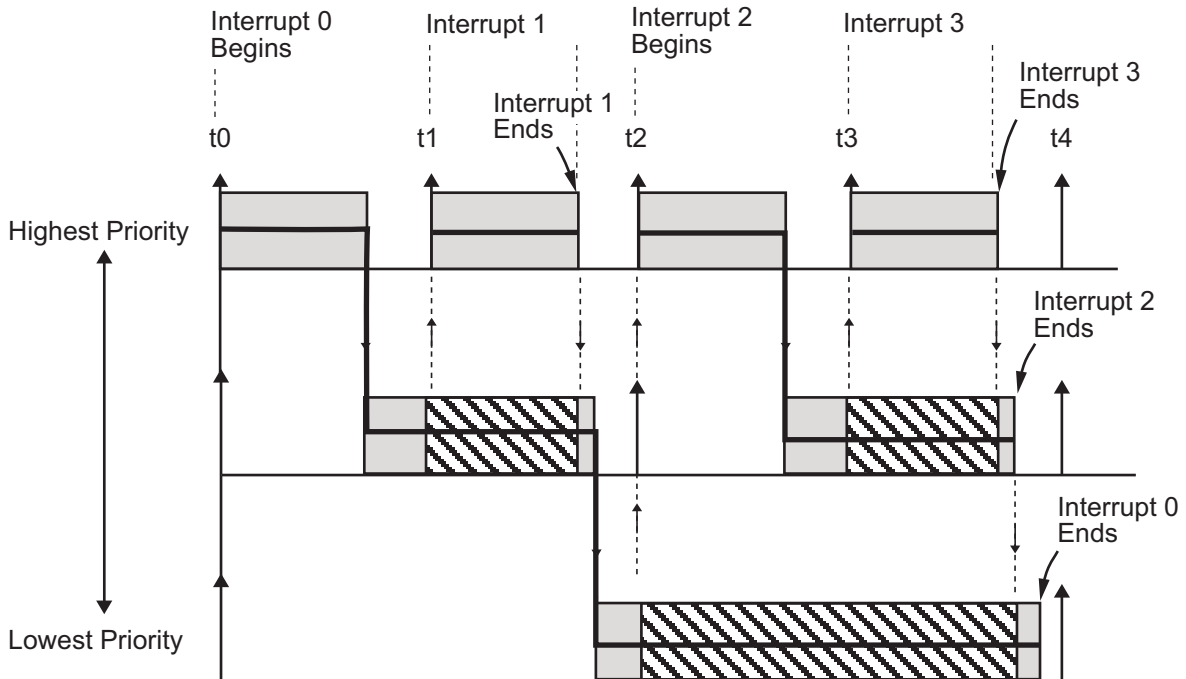 Interrupt 0
Begins
Interrupt 1
Interrupt 2
Begins
Interrupt 3
Interrupt 3
Ends
Interrupt 1
Ends
t0
t1
t2
t3
t4
Highest Priority
Interrupt 2
Ends
Interrupt 0
Ends
Lowest Priority